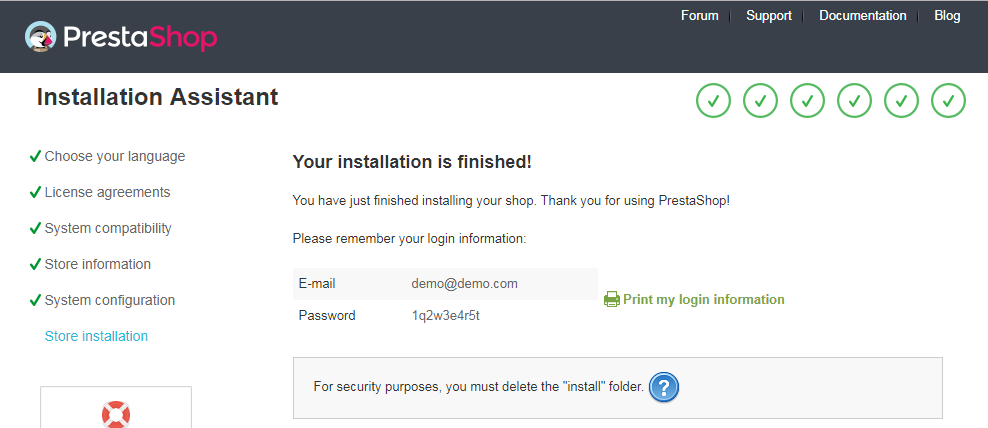 Forum Support Documentation Blog
PrestaShop
Installation Assistant
Choose your language
License agreements
System compatibility
Store information
System configuration
Store installation
Your installation is finished!
You have just finished installing your shop. Thank you for using PrestaShop!
Please remember your login information:
E-mail demo@demo.com
Print my login information
Password 1q2w3e4r5t
For security purposes, you must delete the "install" folder. ?